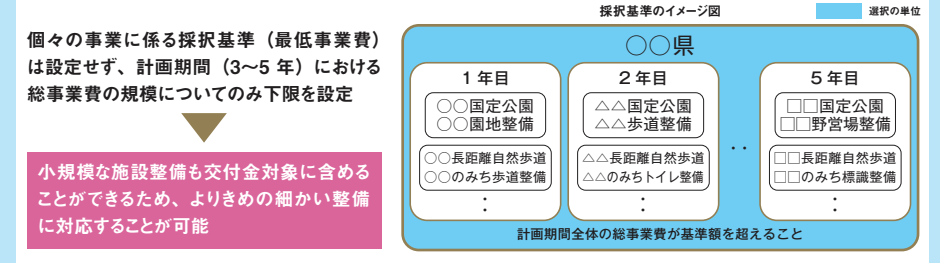 個々の事業に係る採択基準（最低事業費）
は設定せず、計画期間（3〜5 年）における
総事業費の規模についてのみ下限を設定
小規模な施設整備も交付金対象に含める
ことができるため、よりきめの細かい整備
に対応することが可能
採択基準のイメージ図
選択の単位
○○県
1 年目
○○国定公園
○○園地整備
○○長距離自然歩道
○○のみち歩道整備
：
2 年目
△△国定公園
△△歩道整備
△△長距離自然歩道
△△のみちトイレ整備
：
‥
5 年目
□□国定公園
□□野営場整備
□□長距離自然歩道
□□のみち標識整備
：
計画期間全体の総事業費が基準額を超えること